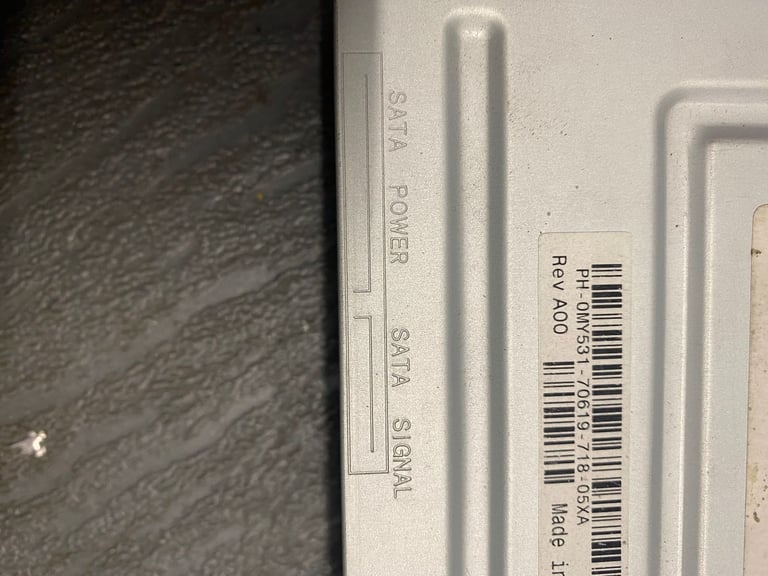 SATA POWER SATA SIGNAL
PH-0MY531-70619-718-05XA
Rev A00 Made in